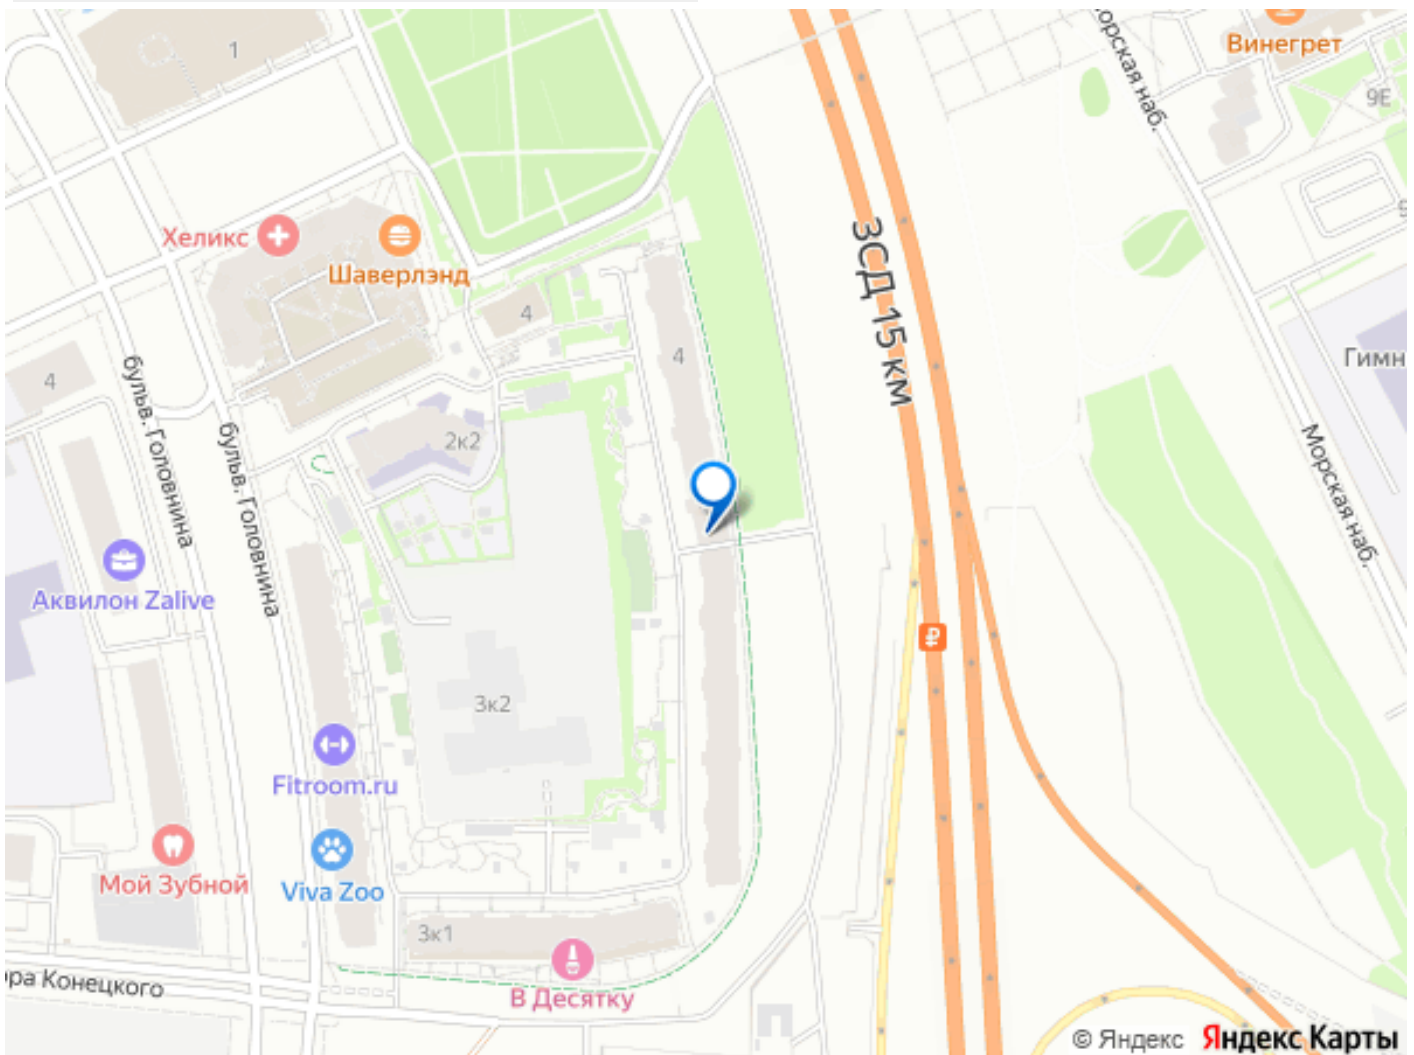 1
Морская наб.
Винегрет
9Е
Хеликс
Шаверлэнд
ЗСД 15 км
4
4
4
Гимн
бульв. Головнина
бульв. Головнина
2к2
Морская наб.
Аквилон Zalive
₽
3к2
Fitroom.ru
Мой Зубной
Viva Zoo
3к1
ра Конецкого
В Десятку
© Яндекс Яндекс Карты